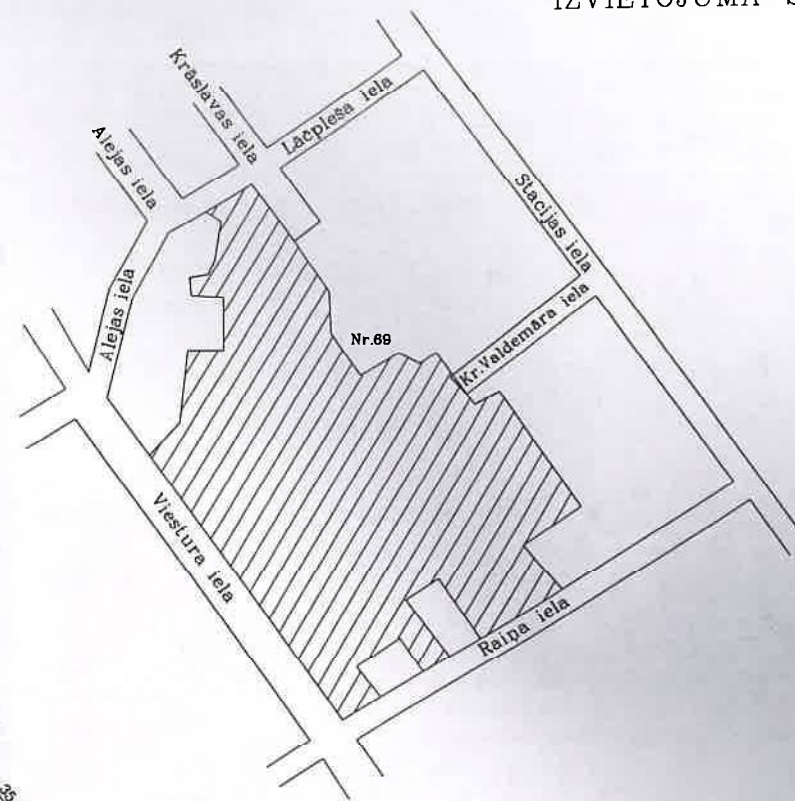 IZVIETOJUMA
Krāslavas iela
Lāčplēša iela
Alejas iela
Stacijas iela
Alejas iela
Kr.Valdemāra iela
Nr.69
Viestura iela
Raiņa iela
35